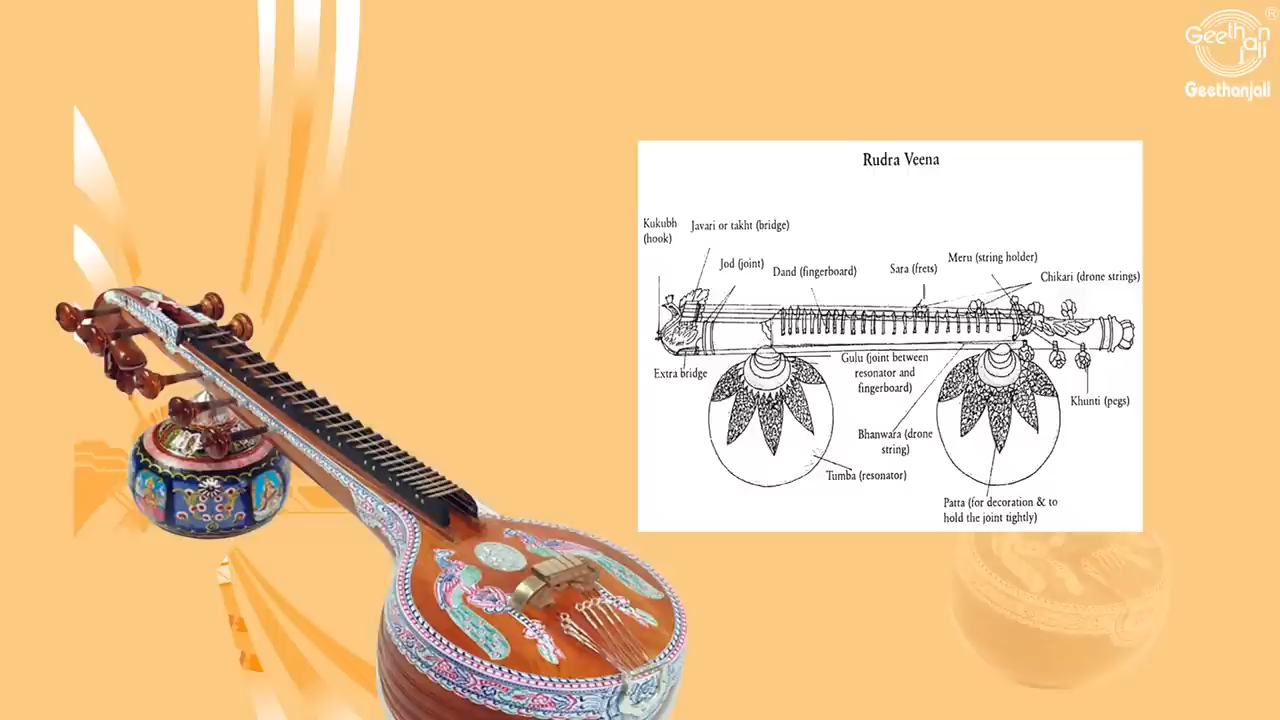 Geethanjali
®
Geethanjali
Rudra Veena
Kukubh
(hook)
Javari or takht (bridge)
Jod (joint)
Dand (fingerboard)
Sara (frets)
Meru (string holder)
Chikari (drone strings)
Extra bridge
Gulu (joint between
resonator and
fingerboard)
Khunti (pegs)
Bhanwara (drone
string)
Tumba (resonator)
Patta (for decoration & to
hold the joint tightly)